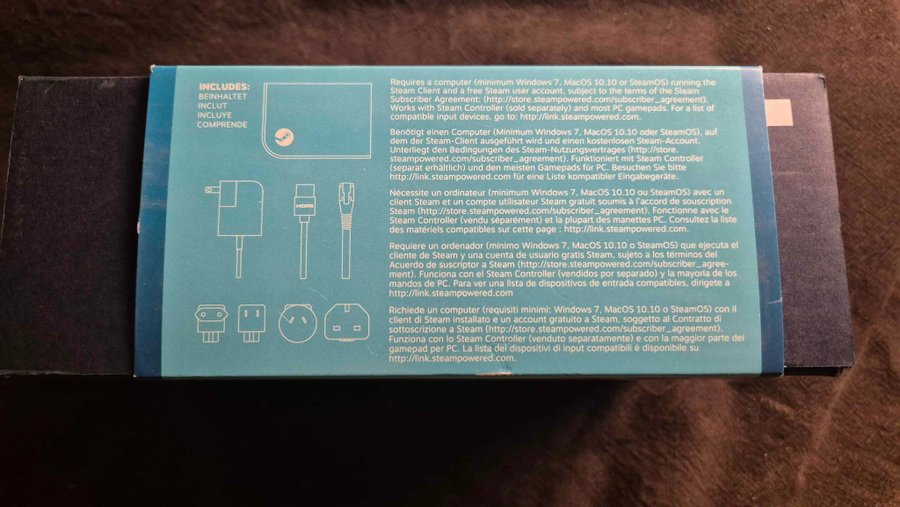 INCLUDES:
BEINHALTET
INCLUT
INCLUYE
COMPRENDE
HDMI
Requires a computer (minimum Windows 7, MacOS 10.10 or SteamOS) running the
Steam Client and a free Steam user account, subject to the terms of the Steam
Subscriber Agreement: (http://store.steampowered.com/subscriber_agreement).
Works with Steam Controller (sold separately) and most PC gamepads. For a list of
compatible input devices, go to: http://link.steampowered.com.
Benötigt einen Computer (Minimum Windows 7, MacOS 10.10 oder SteamOS), auf
dem der Steam-Client ausgeführt wird und einen kostenlosen Steam-Account.
Unterliegt den Bedingungen des Steam-Nutzungsvertrages (http://store.
steampowered.com/subscriber_agreement). Funktioniert mit Steam Controller
(separat erhältlich) und den meisten Gamepads für PC. Besuchen Sie bitte
http://link.steampowered.com für eine Liste kompatibler Eingabegeräte.
Nécessite un ordinateur (minimum Windows 7, MacOS 10.10 ou SteamOS) avec un
client Steam et un compte utilisateur Steam gratuit soumis à l'accord de souscription
Steam (http://store.steampowered.com/subscriber_agreement). Fonctionne avec le
Steam Controller (vendu séparément) et la plupart des manettes PC. Consultez la liste
des matériels compatibles sur cette page : http://link.steampowered.com.
Requiere un ordenador (mínimo Windows 7, MacOS 10.10 o SteamOS) que ejecuta el
cliente de Steam y una cuenta de usuario gratis Steam, sujeto a los términos del
Acuerdo de suscriptor a Steam (http://store.steampowered.com/subscriber_agree-
ment). Funciona con el Steam Controller (vendidos por separado) y la mayoría de los
mandos de PC. Para ver una lista de dispositivos de entrada compatibles, dirígete a
http://link.steampowered.com
Richiede un computer (requisiti minimi: Windows 7, MacOS 10.10 o SteamOS) con il
client di Steam installato e un account gratuito a Steam, soggetto al Contratto di
sottoscrizione a Steam (http://store.steampowered.com/subscriber_agreement).
Funziona con lo Steam Controller (venduto separatamente) e con la maggior parte dei
gamepad per PC. La lista dei dispositivi di input compatibili è disponibile su
http://link.steampowered.com.